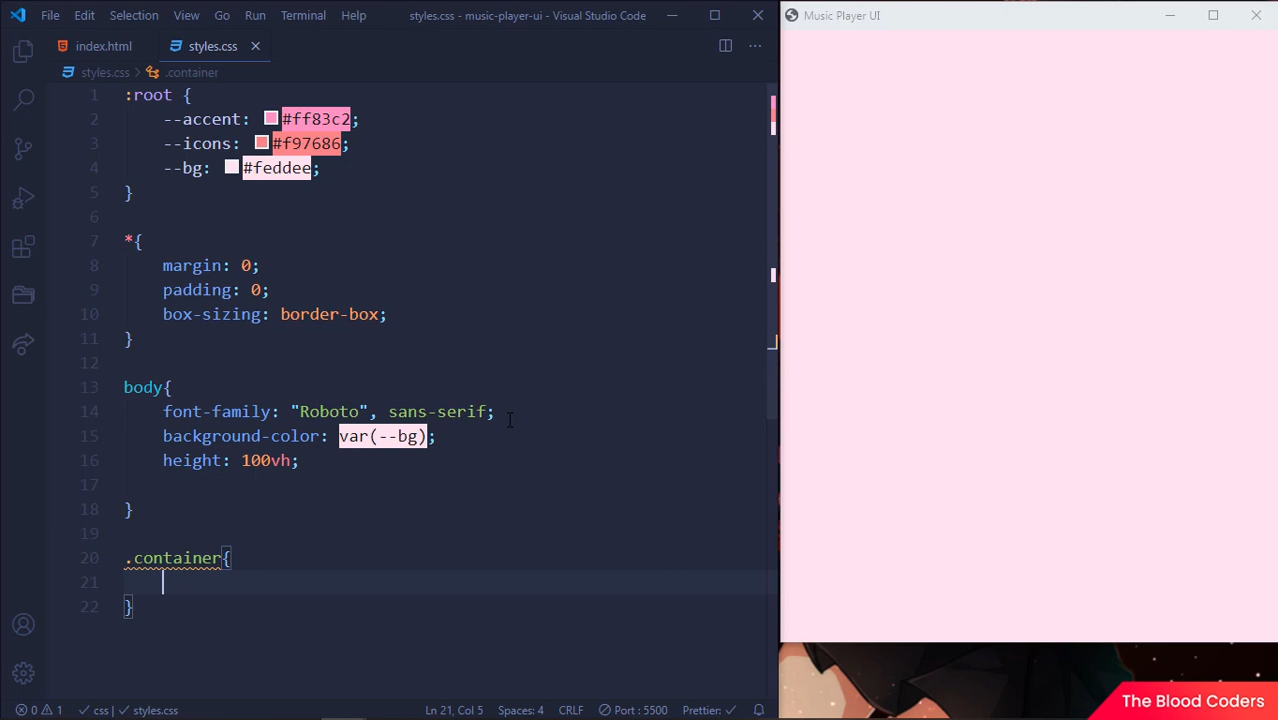 File Edit Selection View Go Run Terminal Help styles.css - music-player-ui - Visual Studio Code
Music Player UI
index.html styles.css
styles.css .container
1 :root {
2 --accent: #ff83c2;
3 --icons: #f97686;
4 --bg: #feddee;
5 }
6
7 *{
8 margin: 0;
9 padding: 0;
10 box-sizing: border-box;
11 }
12
13 body{
14 font-family: "Roboto", sans-serif;
15 background-color: var(--bg);
16 height: 100vh;
17
18 }
19
20 .container{
21
22 }
0 1 css styles.css Ln 21, Col 5 Spaces: 4 CRLF Port : 5500 Prettier:
The Blood Coders